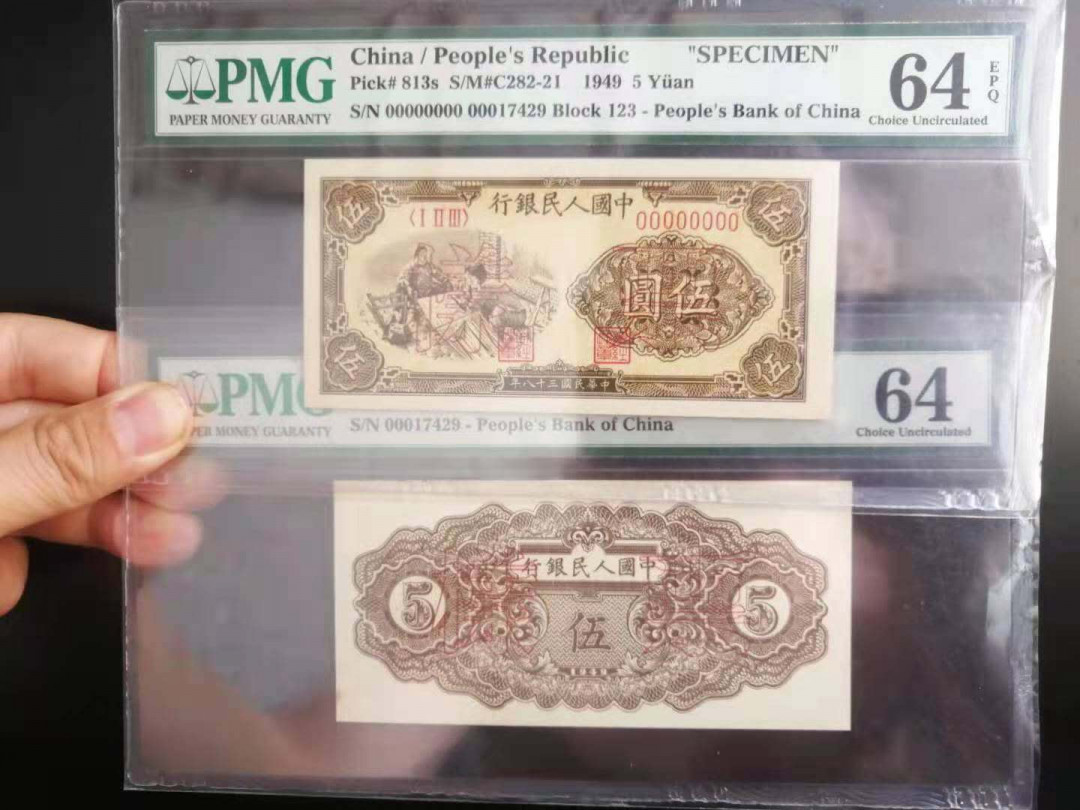 PMG
PAPER MONEY GUARANTY
China / People's Republic "SPECIMEN"
Pick# 813s S/M#C282-21 1949 5 Yüan
S/N 00000000 00017429 Block 123 - People's Bank of China
64
EPQ
Choice Uncirculated
伍
伍
〈I II III〉
行銀民人國中
00000000
圓伍
伍
伍
年八十三國民華中
PMG
PER MONEY GUARANTY
S/N 00017429 - People's Bank of China
64
Choice Uncirculated
行銀民人國中
5
伍
5
1949